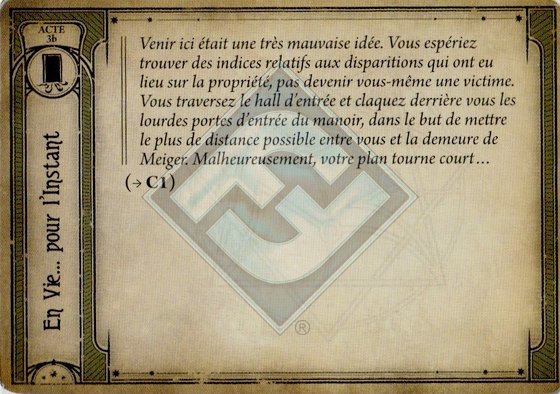 ACTE
3b
En Vie... pour l'Instant
Venir ici était une très mauvaise idée. Vous espériez
trouver des indices relatifs aux disparitions qui ont eu
lieu sur la propriété, pas devenir vous-même une victime.
Vous traversez le hall d'entrée et claquez derrière vous les
lourdes portes d'entrée du manoir, dans le but de mettre
le plus de distance possible entre vous et la demeure de
Meiger. Malheureusement, votre plan tourne court…
(→ C1)
®